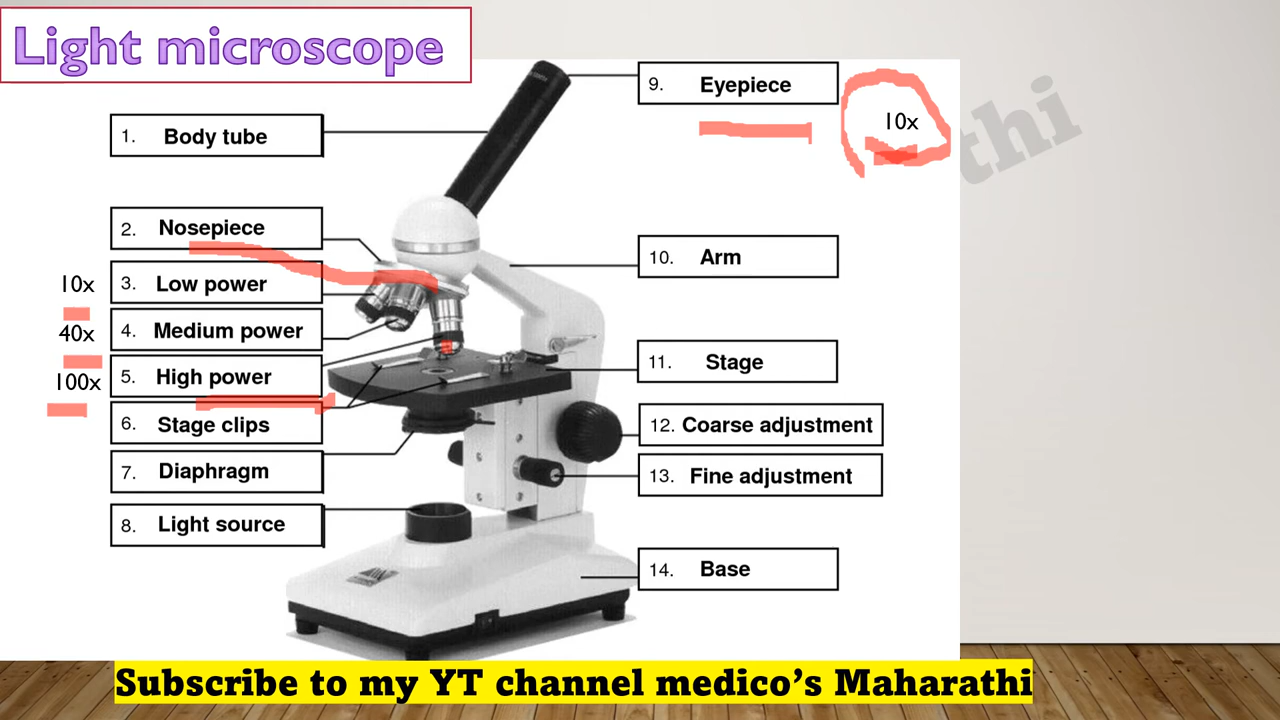 Light microscope
9. Eyepiece
10x
thi
1. Body tube
2. Nosepiece
10x
3. Low power
40x
4. Medium power
100x
5. High power
6. Stage clips
7. Diaphragm
8. Light source
10. Arm
11. Stage
12. Coarse adjustment
13. Fine adjustment
14. Base
Subscribe to my YT channel medico’s Maharathi